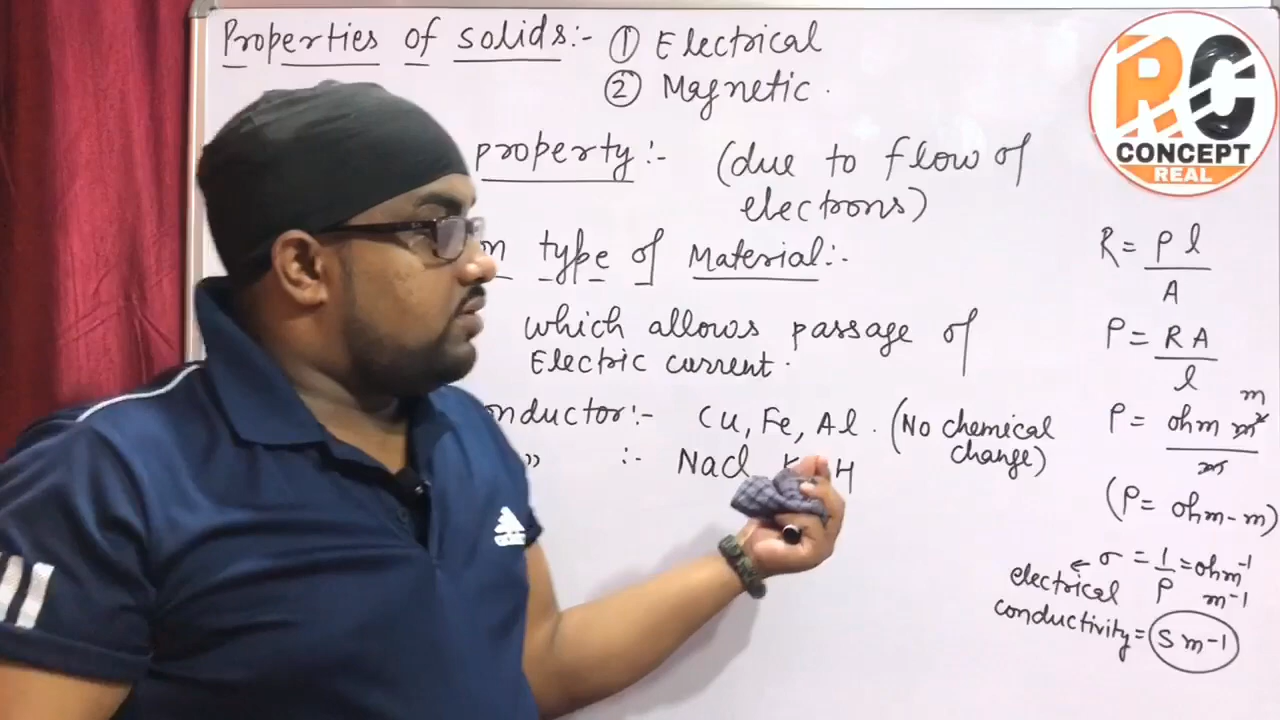 Properties of solids:- ① Electrical
② Magnetic.
property:- (due to flow of
electrons)
type of Material:-
which allows passage of
Electric current.
onductor:- Cu, Fe, Al. (No chemical
change)
" :- Nacl
RC
CONCEPT
REAL
R = ρ l
A
ρ = R A
l
m
ρ = ohm m²
m
(ρ = ohm-m)
← σ = 1 = ohm⁻¹
electrical ρ m⁻¹
conductivity = S m⁻¹